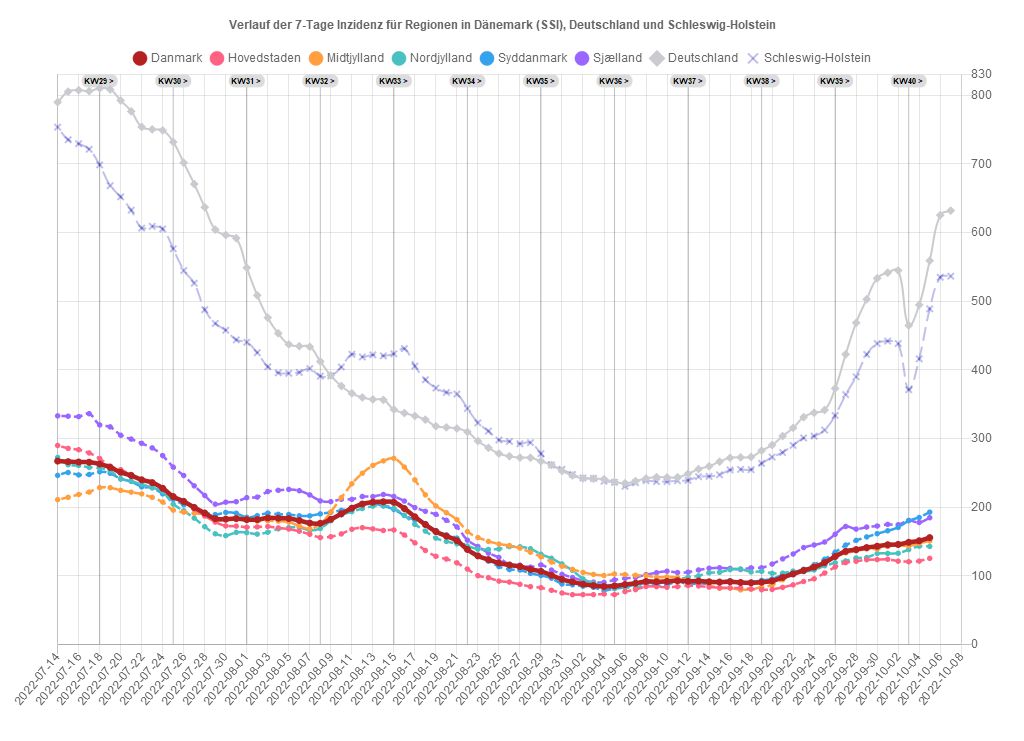 Verlauf der 7-Tage Inzidenz für Regionen in Dänemark (SSI), Deutschland und Schleswig-Holstein
Danmark Hovedstaden Midtjylland Nordjylland Syddanmark Sjælland Deutschland Schleswig-Holstein
KW29 > KW30 > KW31 > KW32 > KW33 > KW34 > KW35 > KW36 > KW37 > KW38 > KW39 > KW40 >
830
800
700
600
500
400
300
200
100
0
2022-07-14 2022-07-16 2022-07-18 2022-07-20 2022-07-22 2022-07-24 2022-07-26 2022-07-28 2022-07-30 2022-08-01 2022-08-03 2022-08-05 2022-08-07 2022-08-09 2022-08-11 2022-08-13 2022-08-15 2022-08-17 2022-08-19 2022-08-21 2022-08-23 2022-08-25 2022-08-27 2022-08-29 2022-08-31 2022-09-02 2022-09-04 2022-09-06 2022-09-08 2022-09-10 2022-09-12 2022-09-14 2022-09-16 2022-09-18 2022-09-20 2022-09-22 2022-09-24 2022-09-26 2022-09-28 2022-09-30 2022-10-02 2022-10-04 2022-10-06 2022-10-08